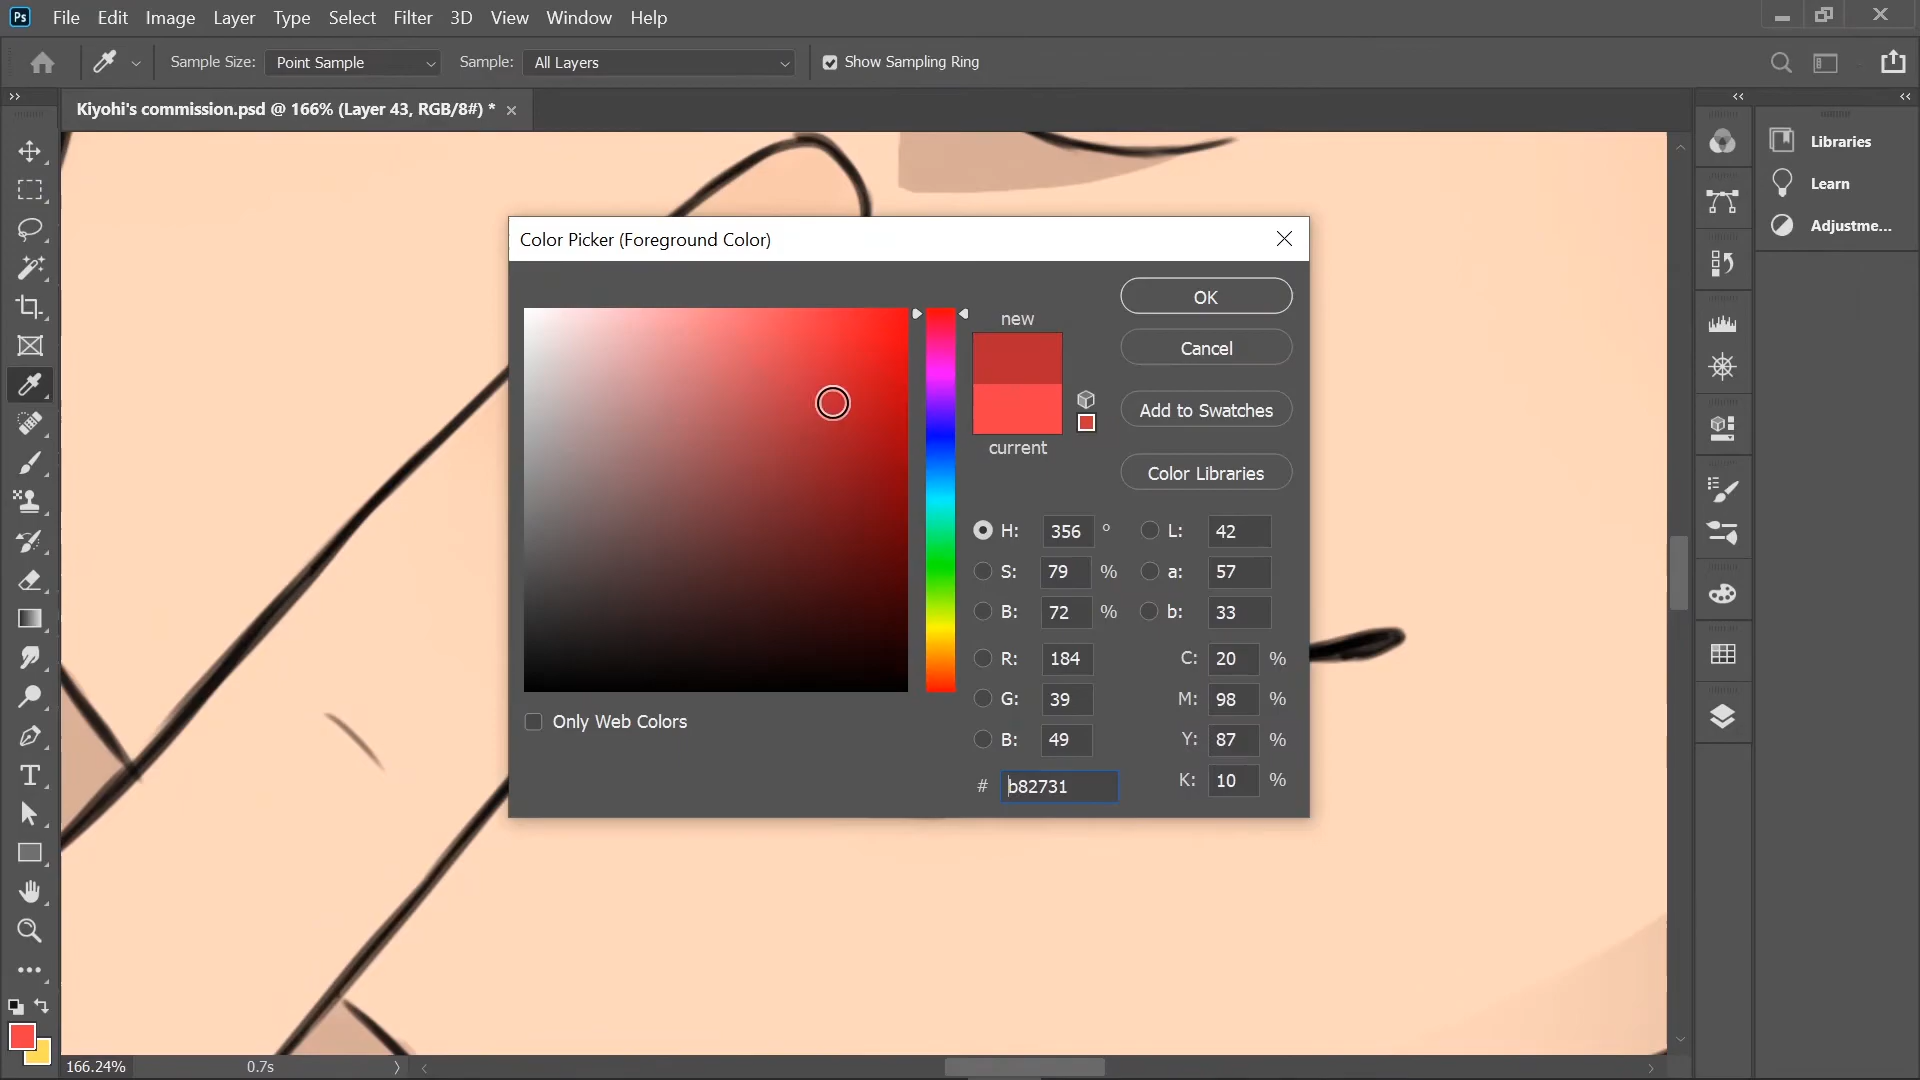 Ps File Edit Image Layer Type Select Filter 3D View Window Help
Sample Size: Point Sample Sample: All Layers Show Sampling Ring
Kiyohi's commission.psd @ 166% (Layer 43, RGB/8#) *
Libraries
Learn
Adjustme...
Color Picker (Foreground Color)
new
current
OK
Cancel
Add to Swatches
Color Libraries
H: 356 ° L: 42
S: 79 % a: 57
B: 72 % b: 33
R: 184 C: 20 %
G: 39 M: 98 %
B: 49 Y: 87 %
# b82731 K: 10 %
Only Web Colors
166.24% 0.7s